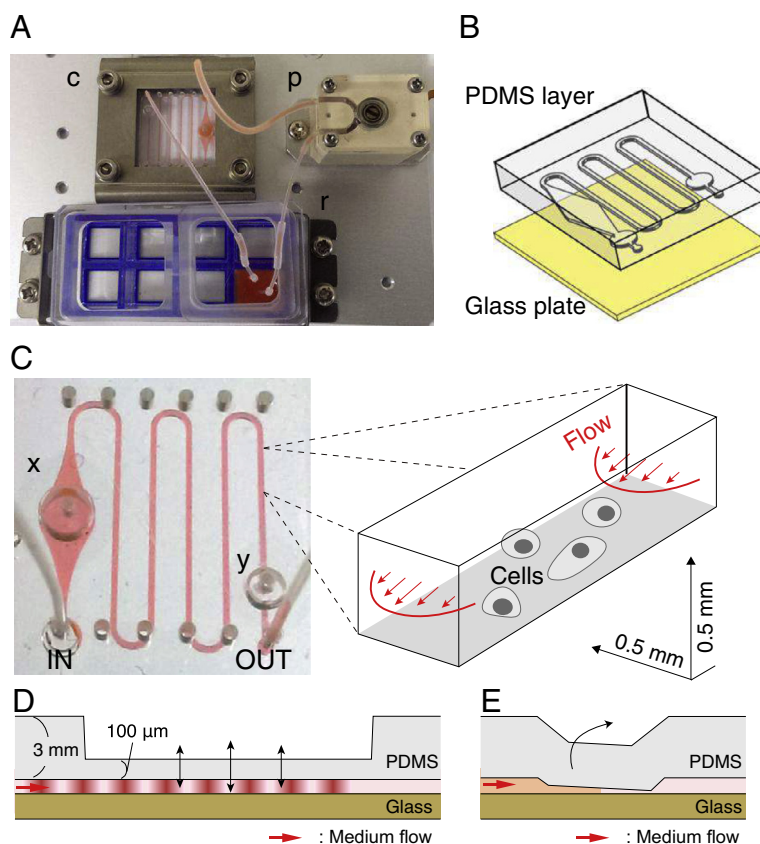 A
c
p
r
B
PDMS layer
Glass plate
C
x
y
IN
OUT
Flow
Cells
0.5 mm
0.5 mm
D
3 mm
100 μm
PDMS
Glass
: Medium flow
E
PDMS
Glass
: Medium flow